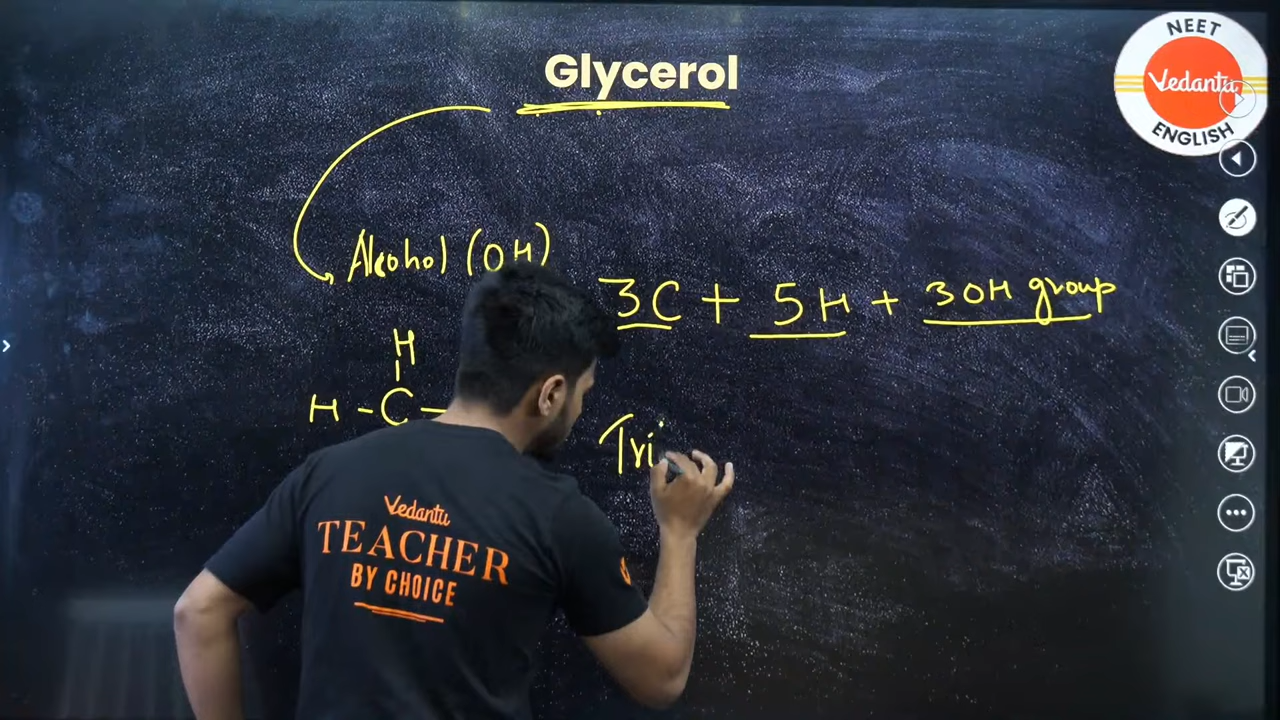 Glycerol
NEET
Vedantu
ENGLISH
Alcohol (OH)
3C + 5H + 3OH group
H
H - C -
Tri
Vedantu
TEACHER
BY CHOICE